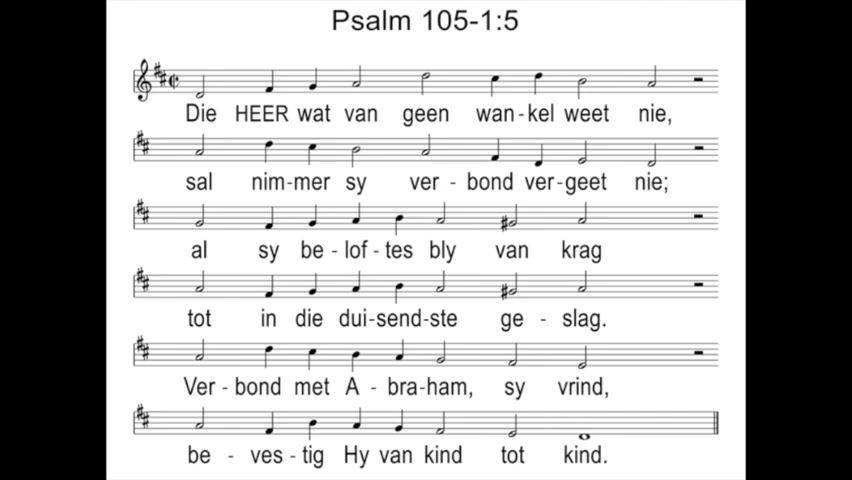 Psalm 105-1:5
Die HEER wat van geen wan-kel weet nie,
sal nim-mer sy ver-bond ver-geet nie;
al sy be-lof-tes bly van krag
tot in die dui-send-ste ge-slag.
Ver-bond met A-bra-ham, sy vrind,
be-ves-tig Hy van kind tot kind.